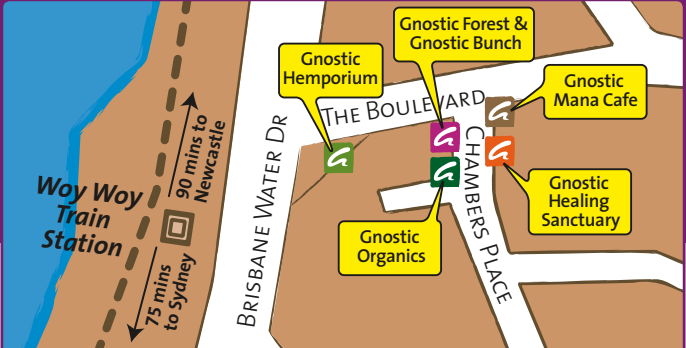 Gnostic Forest &
Gnostic Bunch
Gnostic
Hemporium
Gnostic
Mana Cafe
THE BOULEVARD
90 mins to
Newcastle
Woy Woy
Train
Station
BRISBANE WATER DR
CHAMBERS PLACE
Gnostic
Healing
Sanctuary
Gnostic
Organics
75 mins
to Sydney